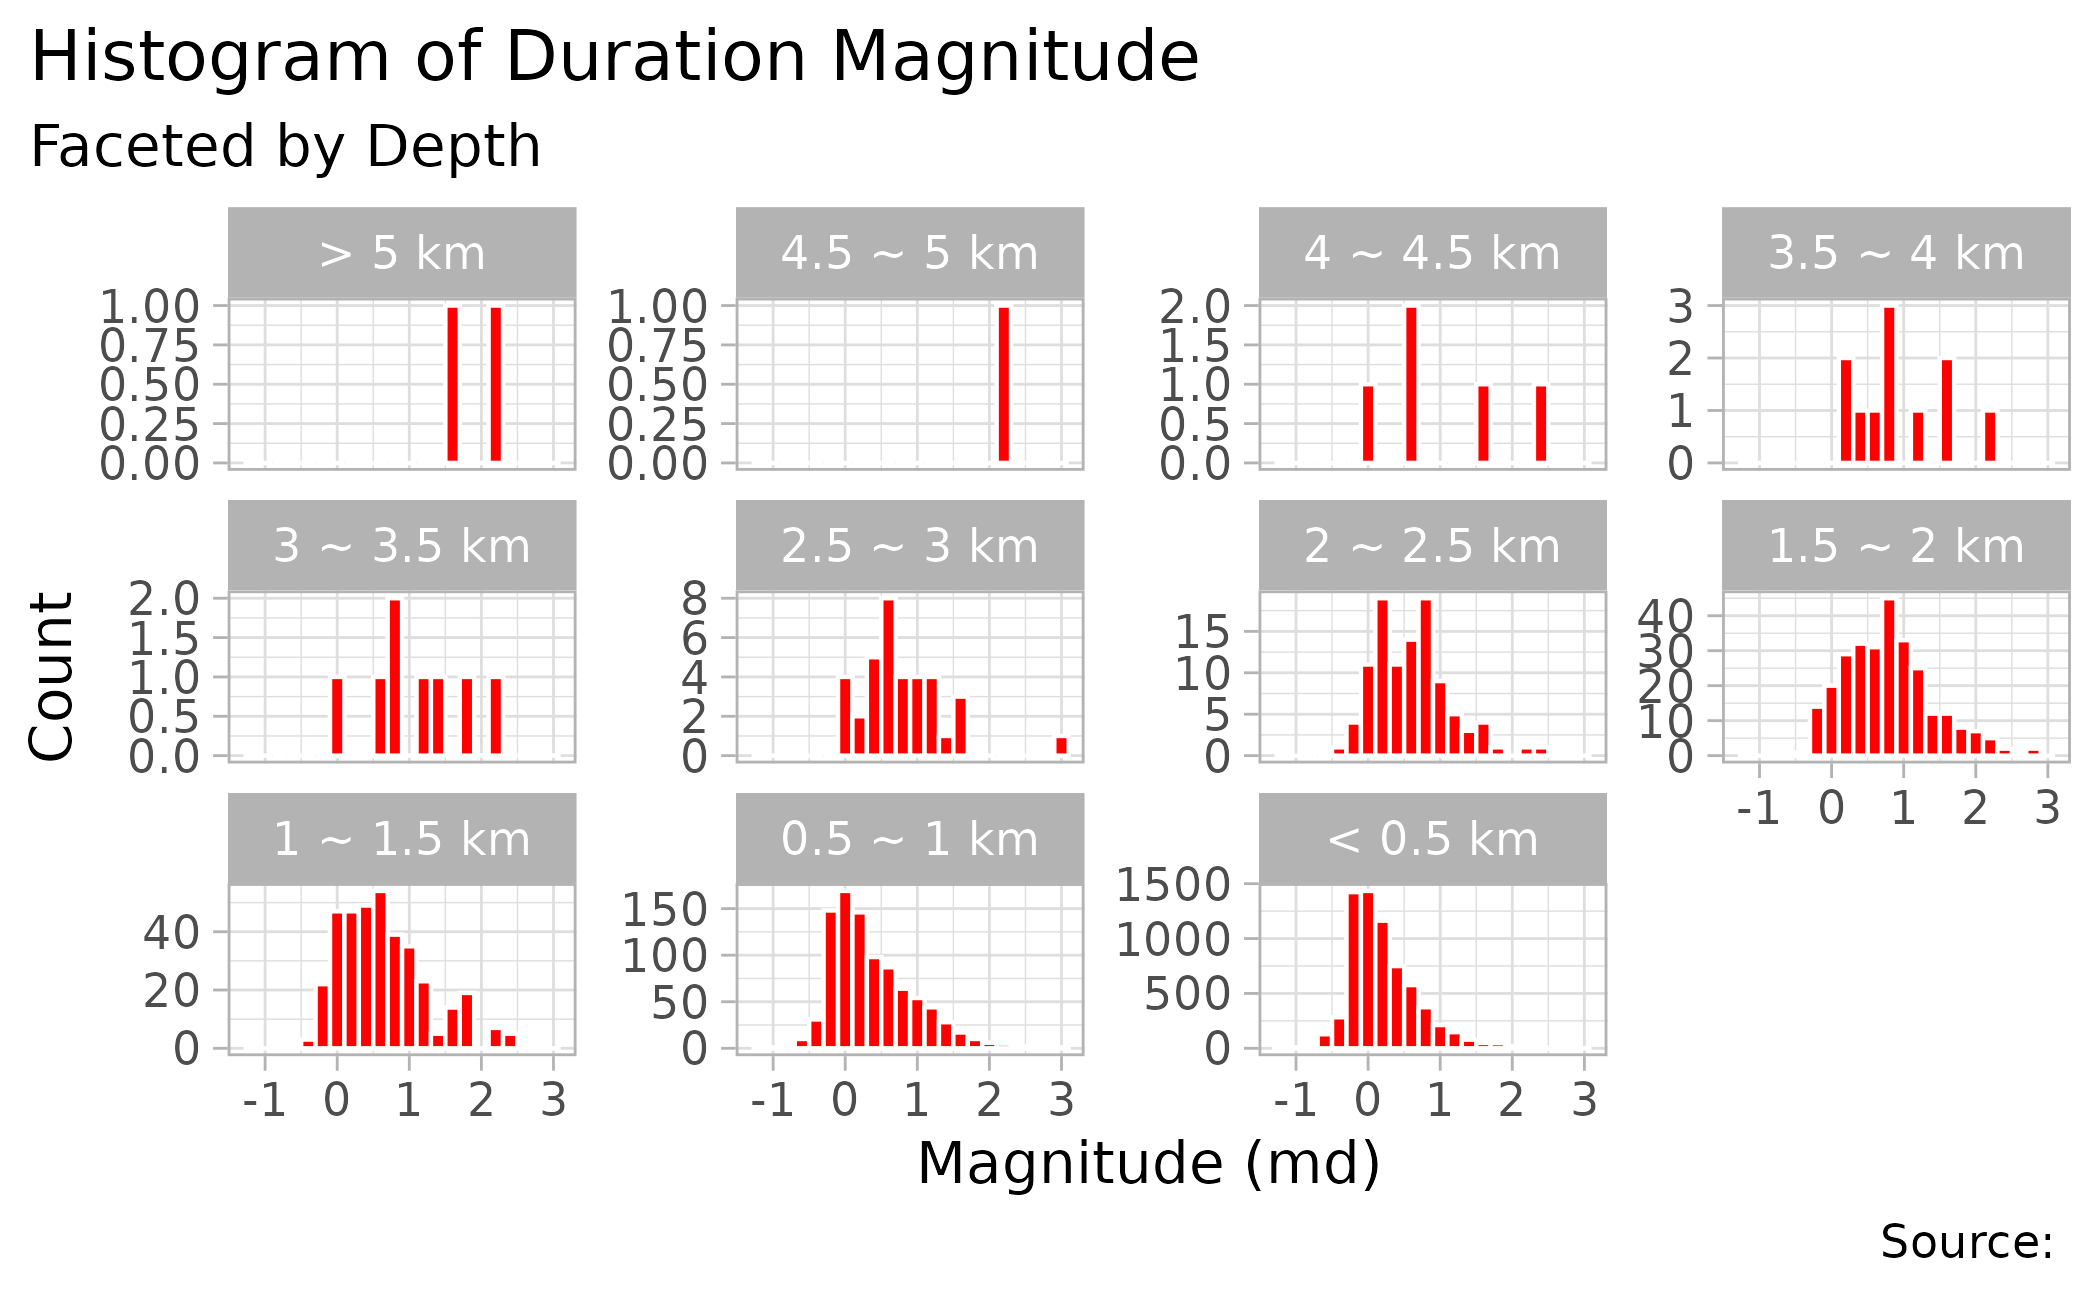 Histogram of Duration Magnitude
Faceted by Depth
> 5 km
4.5 ~ 5 km
4 ~ 4.5 km
3.5 ~ 4 km
1.00
0.75
0.50
0.25
0.00
1.00
0.75
0.50
0.25
0.00
2.0
1.5
1.0
0.5
0.0
3
2
1
0
3 ~ 3.5 km
2.5 ~ 3 km
2 ~ 2.5 km
1.5 ~ 2 km
Count
2.0
1.5
1.0
0.5
0.0
8
6
4
2
0
15
10
5
0
40
30
20
10
0
-1 0 1 2 3
1 ~ 1.5 km
0.5 ~ 1 km
< 0.5 km
40
20
0
150
100
50
0
1500
1000
500
0
-1 0 1 2 3
-1 0 1 2 3
-1 0 1 2 3
Magnitude (md)
Source: